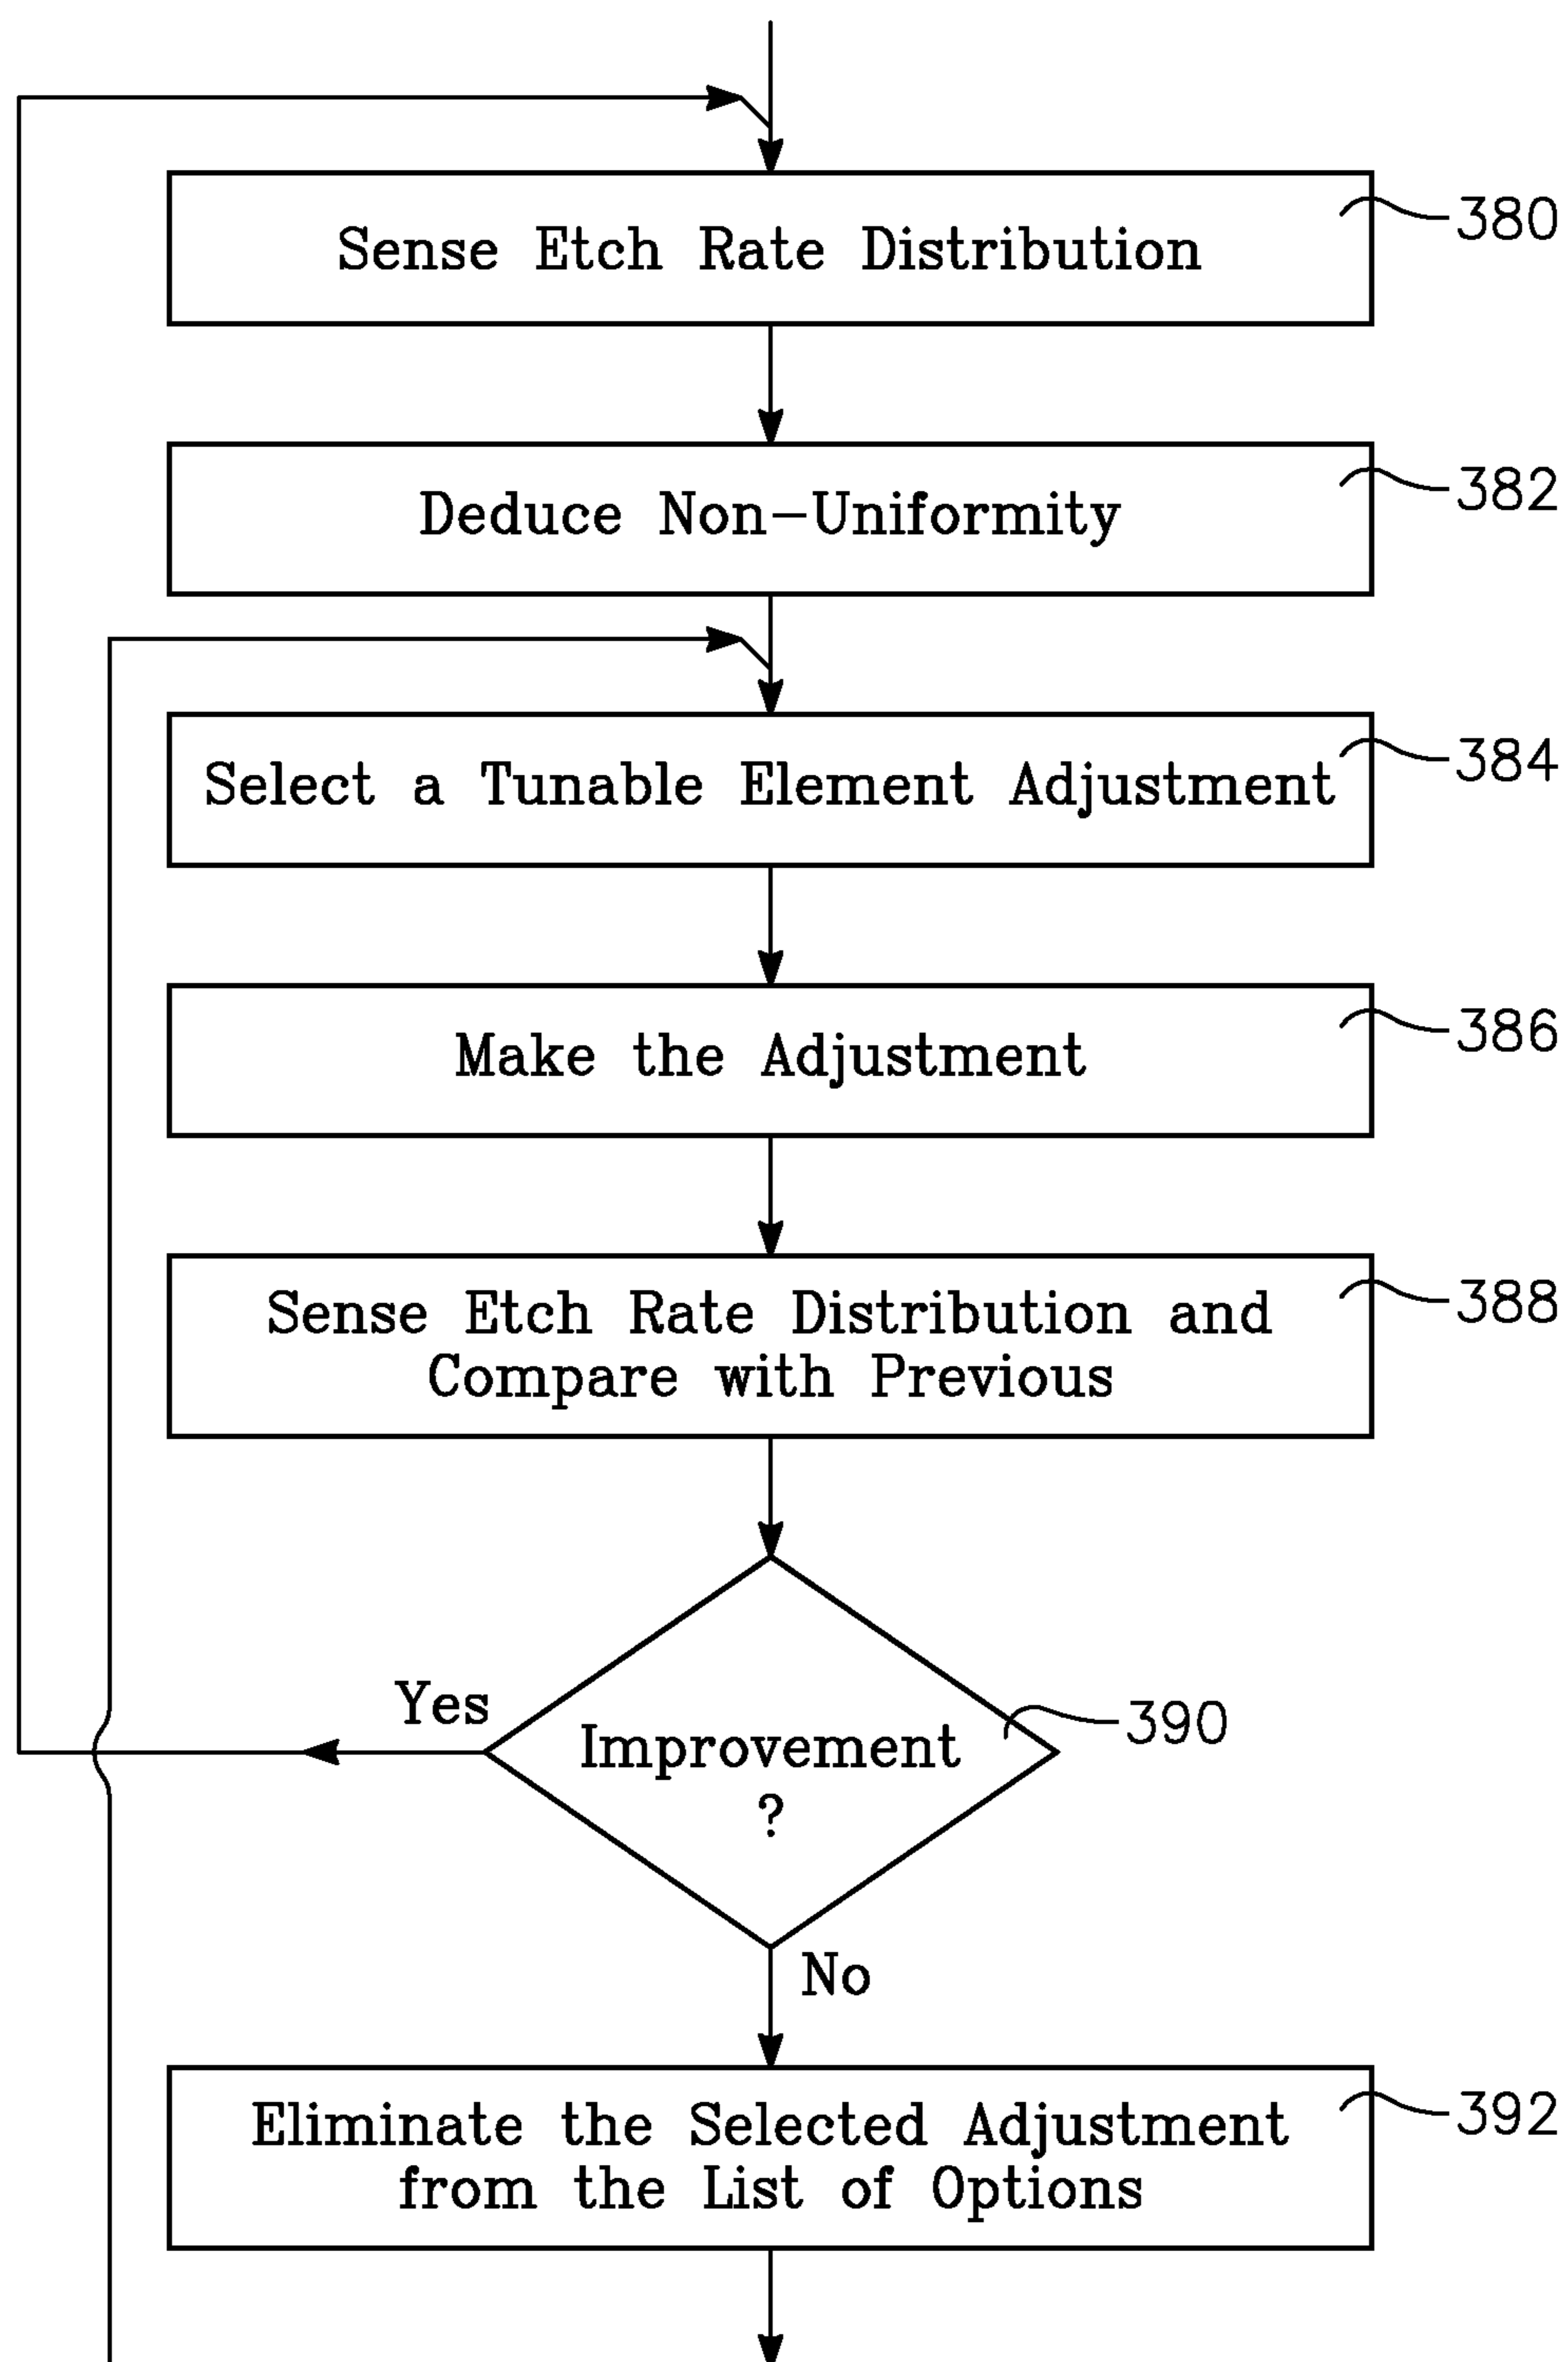 Sense Etch Rate Distribution
380
Deduce Non-Uniformity
382
Select a Tunable Element Adjustment
384
Make the Adjustment
386
Sense Etch Rate Distribution and
Compare with Previous
388
Yes
Improvement
?
390
No
Eliminate the Selected Adjustment
from the List of Options
392